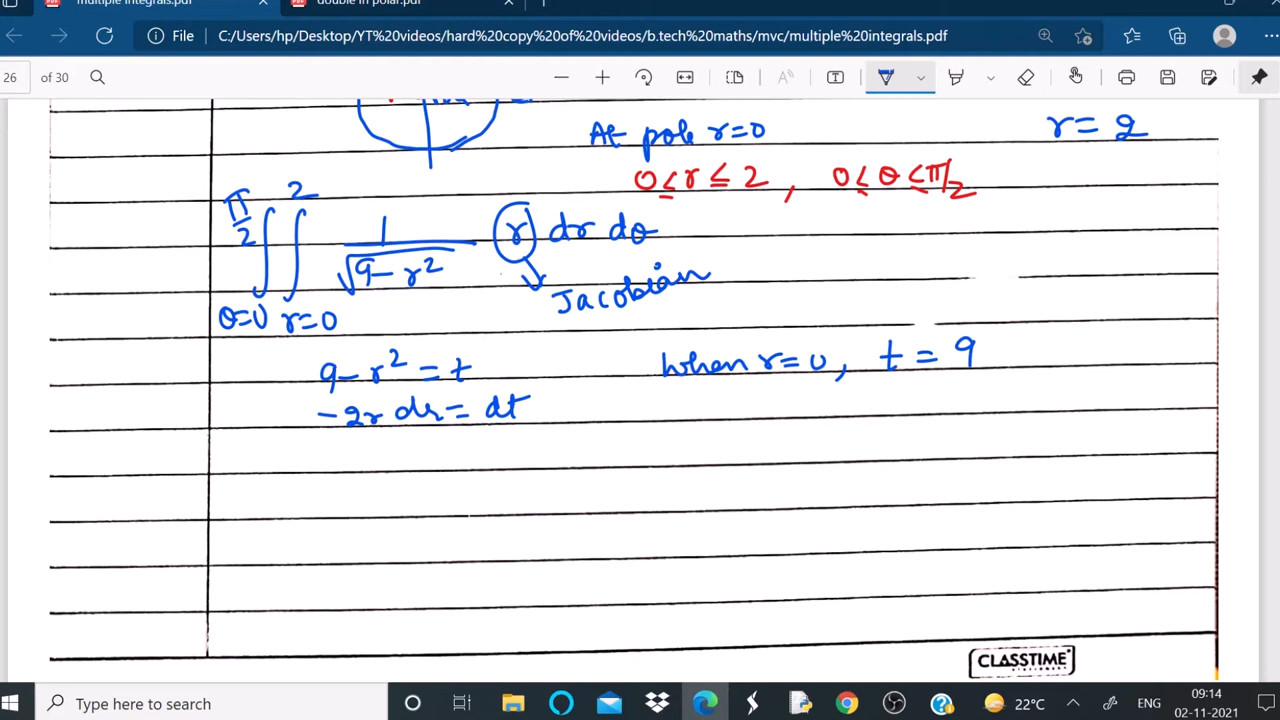 multiple integrals.pdf
double in polar.pdf
File C:/Users/hp/Desktop/YT%20videos/hard%20copy%20of%20videos/b.tech%20maths/mvc/multiple%20integrals.pdf
26 of 30
At pole r=0
r= 2
0≤r≤2, 0≤θ≤π/2
π/2 2
∫∫ 1/√9-r² r dr dθ
θ=0 r=0
Jacobian
9-r² = t
when r=0, t = 9
-2r dr= dt
CLASSTIME
Type here to search
22°C
ENG
09:14
02-11-2021